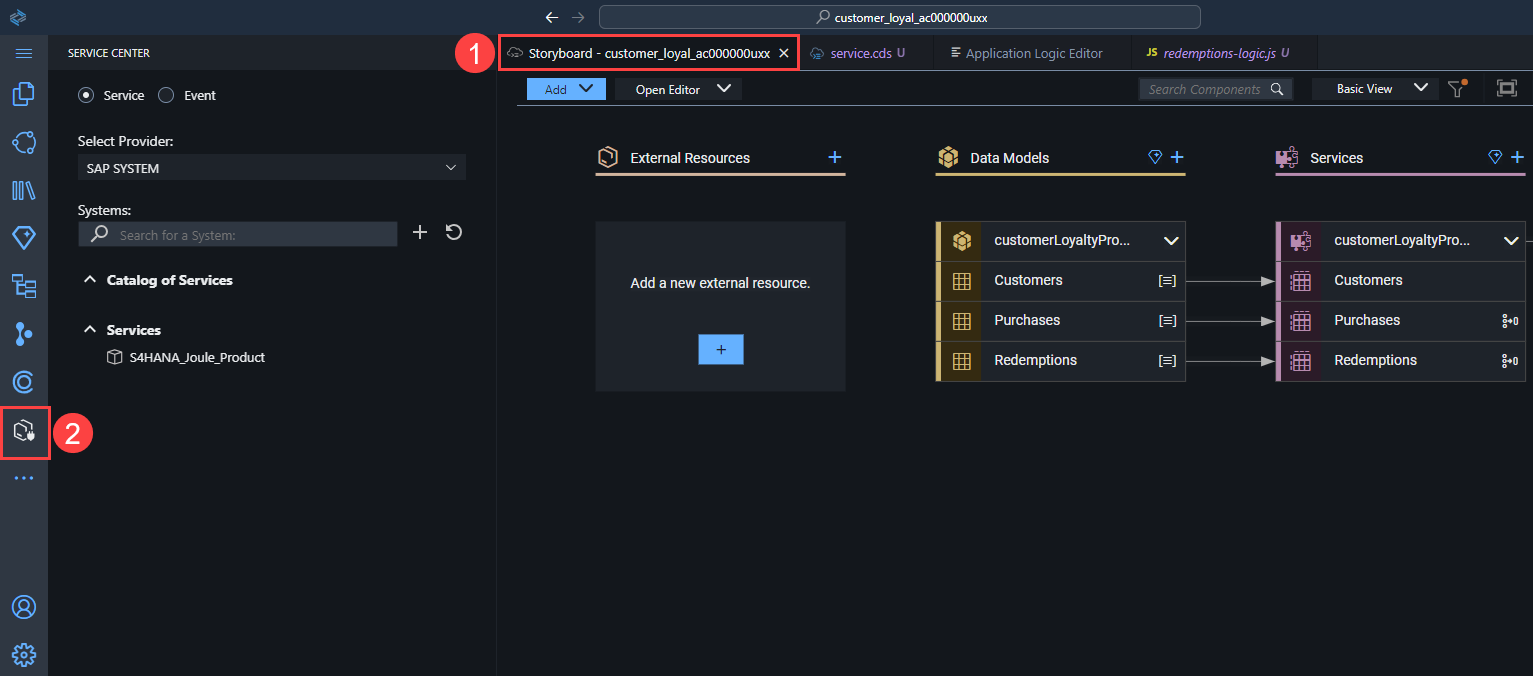 customer_loyal_ac000000uxx
SERVICE CENTER
1
Storyboard - customer_loyal_ac000000uxx
service.cds U
Application Logic Editor
JS redemptions-logic.js U
Service
Event
Add
Open Editor
Search Components
Basic View
Select Provider:
SAP SYSTEM
Systems:
Search for a System:
Catalog of Services
Services
S4HANA_Joule_Product
2
External Resources
Add a new external resource.
+
Data Models
customerLoyaltyPro...
Customers
Purchases
Redemptions
Services
customerLoyaltyPro...
Customers
Purchases
Redemptions